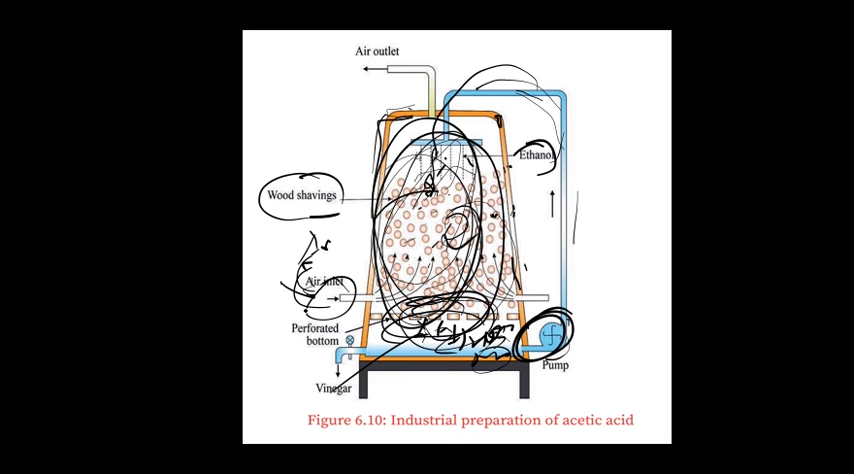 Air outlet
Ethanol
Wood shavings
Air inlet
Perforated
bottom
Pump
Vinegar
Figure 6.10: Industrial preparation of acetic acid